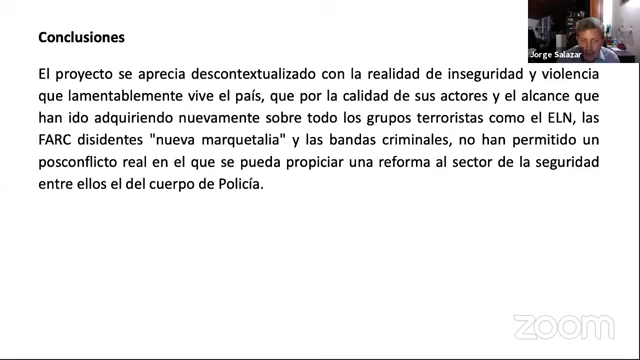 Conclusiones
Jorge Salazar
El proyecto se aprecia descontextualizado con la realidad de inseguridad y violencia
que lamentablemente vive el país, que por la calidad de sus actores y el alcance que
han ido adquiriendo nuevamente sobre todo los grupos terroristas como el ELN, las
FARC disidentes "nueva marquetalia" y las bandas criminales, no han permitido un
posconflicto real en el que se pueda propiciar una reforma al sector de la seguridad
entre ellos el del cuerpo de Policía.
zoom